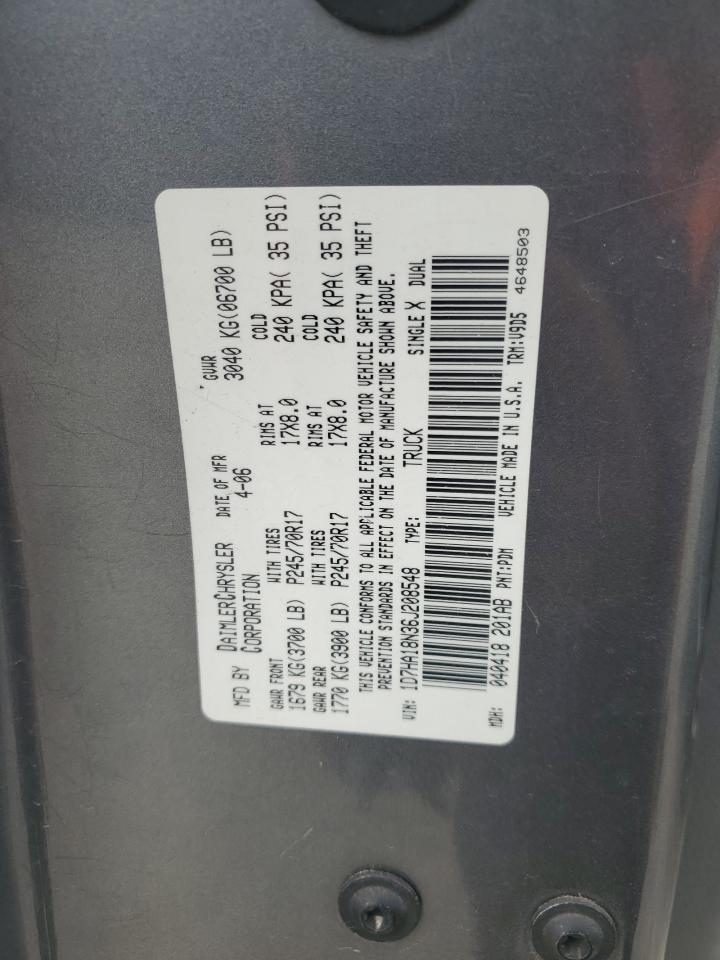 MFD BY DAIMLERCHRYSLER CORPORATION DATE OF MFR 4-06 GVWR 3040 KG(06700 LB)
GAWR FRONT WITH TIRES RIMS AT COLD
1679 KG(3700 LB) P245/70R17 17X8.0 240 KPA( 35 PSI)
GAWR REAR WITH TIRES RIMS AT COLD
1770 KG(3900 LB) P245/70R17 17X8.0 240 KPA( 35 PSI)
THIS VEHICLE CONFORMS TO ALL APPLICABLE FEDERAL MOTOR VEHICLE SAFETY AND THEFT
PREVENTION STANDARDS IN EFFECT ON THE DATE OF MANUFACTURE SHOWN ABOVE.
VIN: 1D7HA18N36J208548 TYPE: TRUCK SINGLE X DUAL
MDH: 040418 201AB PNT:PDM VEHICLE MADE IN U.S.A. TRM:V9D5 4648503